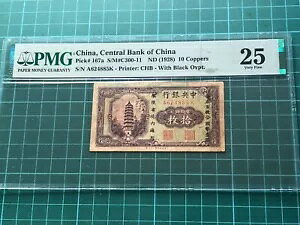 PMG
PAPER MONEY GUARANTY
China, Central Bank of China
Pick# 167a S/M#C300-11 ND (1928) 10 Coppers
S/N A624885K - Printer: CHB - With Black Ovpt.
25
Very Fine
中央銀行
A624885K
拾枚